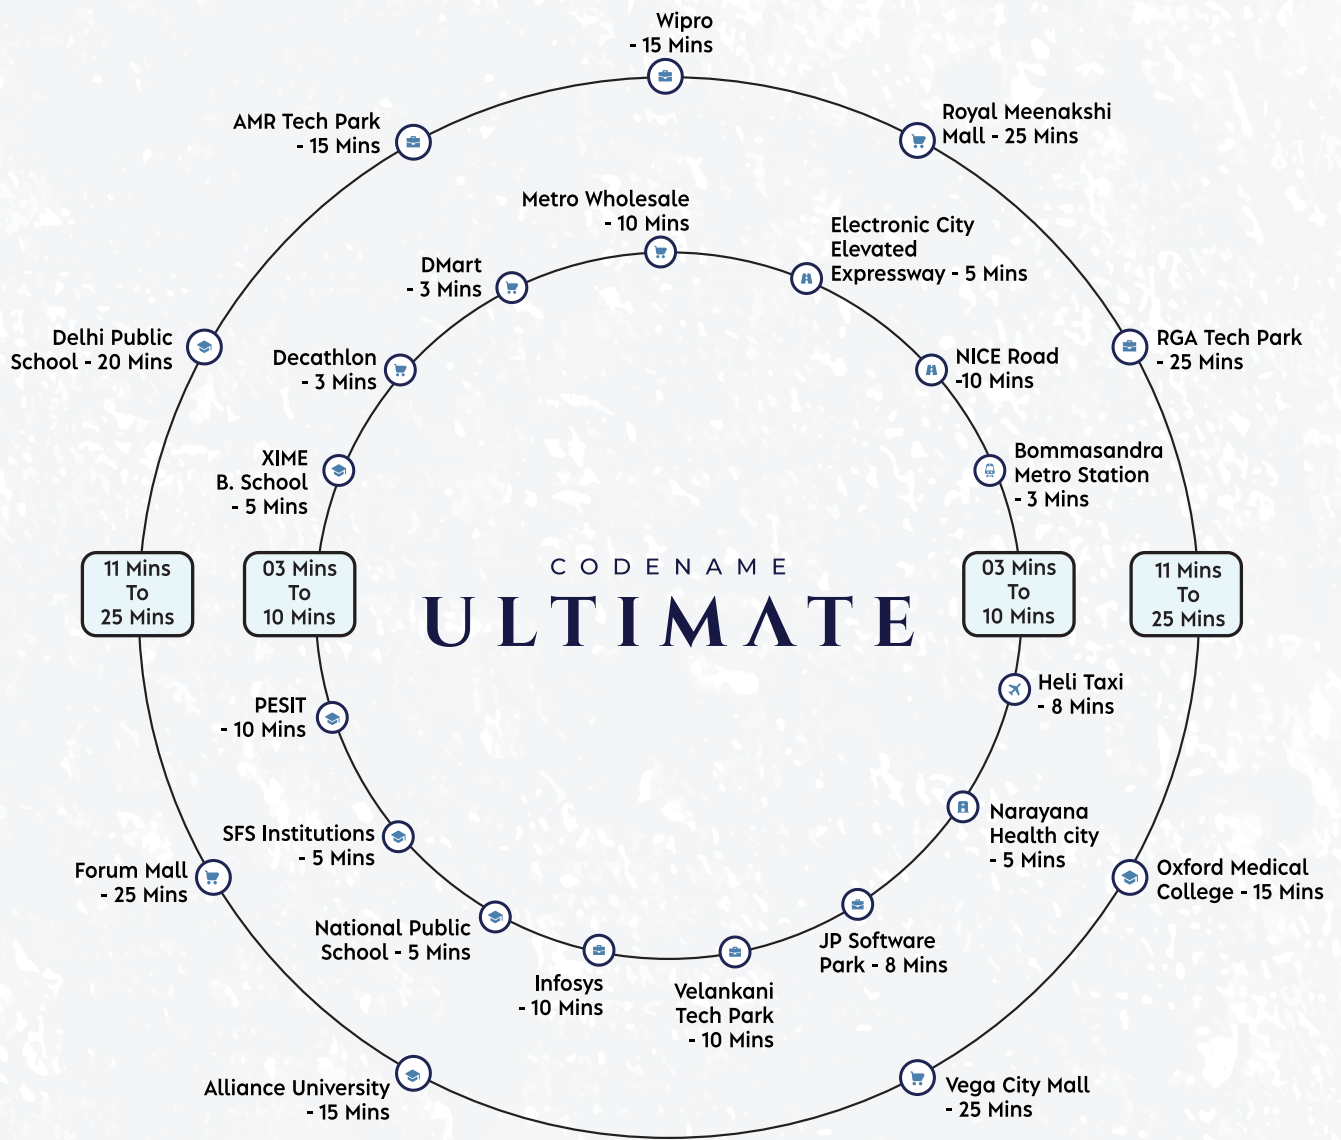 Wipro
- 15 Mins
AMR Tech Park
- 15 Mins
Royal Meenakshi
Mall - 25 Mins
Metro Wholesale
- 10 Mins
Electronic City
Elevated
Expressway - 5 Mins
DMart
- 3 Mins
Delhi Public
School - 20 Mins
Decathlon
- 3 Mins
NICE Road
-10 Mins
RGA Tech Park
- 25 Mins
XIME
B. School
- 5 Mins
Bommasandra
Metro Station
- 3 Mins
11 Mins
To
25 Mins
03 Mins
To
10 Mins
CODENAME
ULTIMATE
03 Mins
To
10 Mins
11 Mins
To
25 Mins
PESIT
- 10 Mins
Heli Taxi
- 8 Mins
SFS Institutions
- 5 Mins
Narayana
Health city
- 5 Mins
Forum Mall
- 25 Mins
Oxford Medical
College - 15 Mins
National Public
School - 5 Mins
JP Software
Park - 8 Mins
Infosys
- 10 Mins
Velankani
Tech Park
- 10 Mins
Alliance University
- 15 Mins
Vega City Mall
- 25 Mins